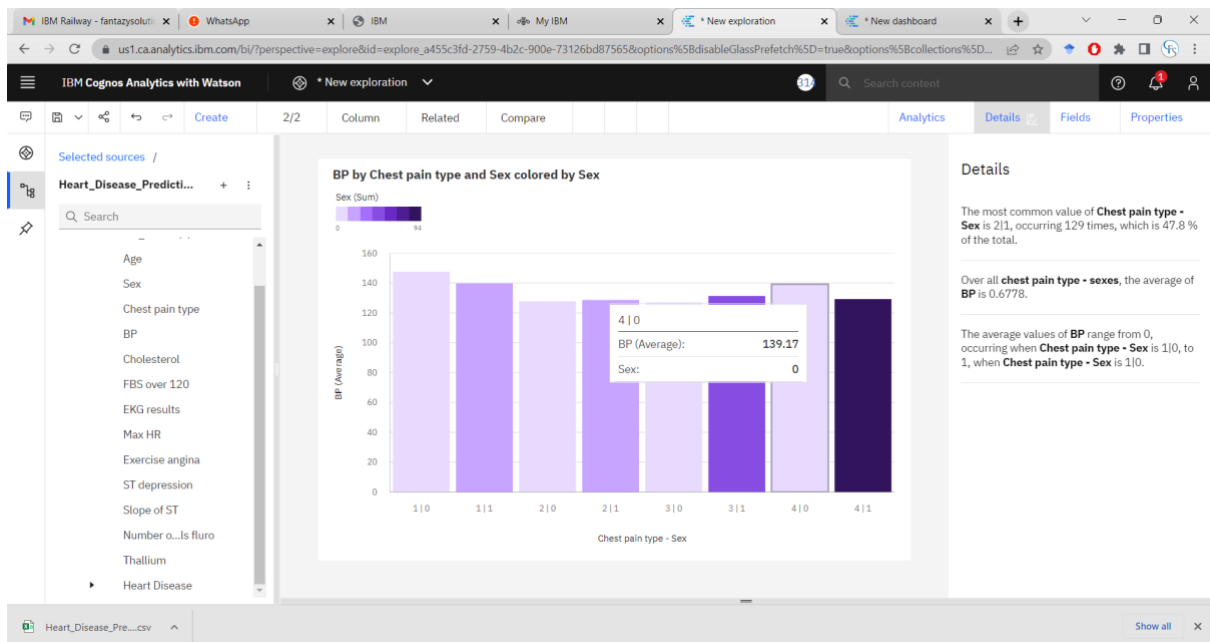 IBM Railway - fantazysoluti
WhatsApp
IBM
My IBM
* New exploration
* New dashboard
us1.ca.analytics.ibm.com/bi/?perspective=explore&id=explore_a455c3fd-2759-4b2c-900e-73126bd87565&options%5BdisableGlassPrefetch%5D=true&options%5Bcollections%5D...
IBM Cognos Analytics with Watson
* New exploration
Search content
1
Create
2/2
Column
Related
Compare
Analytics
Details
Fields
Properties
Selected sources /
Heart_Disease_Predicti...
Search
Age
Sex
Chest pain type
BP
Cholesterol
FBS over 120
EKG results
Max HR
Exercise angina
ST depression
Slope of ST
Number o...ls fluro
Thallium
Heart Disease
BP by Chest pain type and Sex colored by Sex
Sex (Sum)
0 94
BP (Average)
160
140
120
100
80
60
40
20
0
4 | 0
BP (Average): 139.17
Sex: 0
1 | 0 1 | 1 2 | 0 2 | 1 3 | 0 3 | 1 4 | 0 4 | 1
Chest pain type - Sex
Details
The most common value of Chest pain type -
Sex is 2|1, occurring 129 times, which is 47.8 %
of the total.
Over all chest pain type - sexes, the average of
BP is 0.6778.
The average values of BP range from 0,
occurring when Chest pain type - Sex is 1|0, to
1, when Chest pain type - Sex is 1|0.
Heart_Disease_Pre....csv
Show all